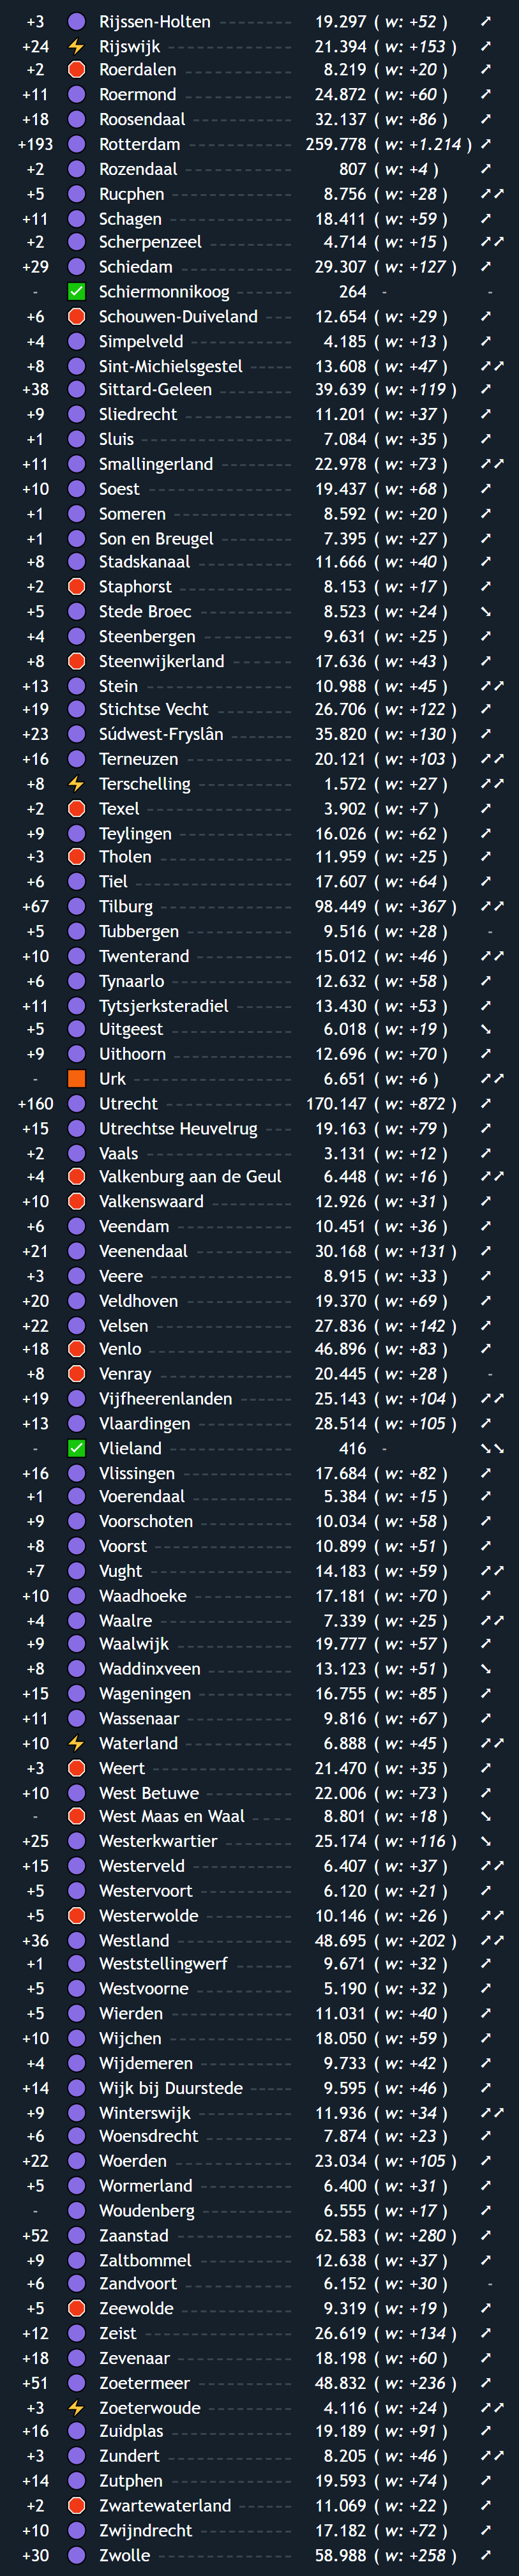 +3 Rijssen-Holten 19.297 ( w: +52 ) ➚
+24 ⚡ Rijswijk 21.394 ( w: +153 ) ➚
+2 Roerdalen 8.219 ( w: +20 ) ➚
+11 Roermond 24.872 ( w: +60 ) ➚
+18 Roosendaal 32.137 ( w: +86 ) ➚
+193 Rotterdam 259.778 ( w: +1.214 ) ➚
+2 Rozendaal 807 ( w: +4 ) ➚
+5 Rucphen 8.756 ( w: +28 ) ➚➚
+11 Schagen 18.411 ( w: +59 ) ➚
+2 Scherpenzeel 4.714 ( w: +15 ) ➚➚
+29 Schiedam 29.307 ( w: +127 ) ➚
- ✅ Schiermonnikoog 264 - -
+6 Schouwen-Duiveland 12.654 ( w: +29 ) ➚
+4 Simpelveld 4.185 ( w: +13 ) ➚
+8 Sint-Michielsgestel 13.608 ( w: +47 ) ➚➚
+38 Sittard-Geleen 39.639 ( w: +119 ) ➚
+9 Sliedrecht 11.201 ( w: +37 ) ➚
+1 Sluis 7.084 ( w: +35 ) ➚
+11 Smallingerland 22.978 ( w: +73 ) ➚➚
+10 Soest 19.437 ( w: +68 ) ➚
+1 Someren 8.592 ( w: +20 ) ➚
+1 Son en Breugel 7.395 ( w: +27 ) ➚
+8 Stadskanaal 11.666 ( w: +40 ) ➚
+2 Staphorst 8.153 ( w: +17 ) ➚
+5 Stede Broec 8.523 ( w: +24 ) ➘
+4 Steenbergen 9.631 ( w: +25 ) ➚
+8 Steenwijkerland 17.636 ( w: +43 ) ➚
+13 Stein 10.988 ( w: +45 ) ➚➚
+19 Stichtse Vecht 26.706 ( w: +122 ) ➚
+23 Súdwest-Fryslân 35.820 ( w: +130 ) ➚
+16 Terneuzen 20.121 ( w: +103 ) ➚➚
+8 ⚡ Terschelling 1.572 ( w: +27 ) ➚➚
+2 Texel 3.902 ( w: +7 ) ➚
+9 Teylingen 16.026 ( w: +62 ) ➚
+3 Tholen 11.959 ( w: +25 ) ➚
+6 Tiel 17.607 ( w: +64 ) ➚
+67 Tilburg 98.449 ( w: +367 ) ➚➚
+5 Tubbergen 9.516 ( w: +28 ) -
+10 Twenterand 15.012 ( w: +46 ) ➚➚
+6 Tynaarlo 12.632 ( w: +58 ) ➚
+11 Tytsjerksteradiel 13.430 ( w: +53 ) ➚
+5 Uitgeest 6.018 ( w: +19 ) ➘
+9 Uithoorn 12.696 ( w: +70 ) ➚
- Urk 6.651 ( w: +6 ) ➚➚
+160 Utrecht 170.147 ( w: +872 ) ➚
+15 Utrechtse Heuvelrug 19.163 ( w: +79 ) ➚
+2 Vaals 3.131 ( w: +12 ) ➚
+4 Valkenburg aan de Geul 6.448 ( w: +16 ) ➚➚
+10 Valkenswaard 12.926 ( w: +31 ) ➚
+6 Veendam 10.451 ( w: +36 ) ➚
+21 Veenendaal 30.168 ( w: +131 ) ➚
+3 Veere 8.915 ( w: +33 ) ➚
+20 Veldhoven 19.370 ( w: +69 ) ➚
+22 Velsen 27.836 ( w: +142 ) ➚
+18 Venlo 46.896 ( w: +83 ) ➚
+8 Venray 20.445 ( w: +28 ) -
+19 Vijfheerenlanden 25.143 ( w: +104 ) ➚➚
+13 Vlaardingen 28.514 ( w: +105 ) ➚
- ✅ Vlieland 416 - ➘➘
+16 Vlissingen 17.684 ( w: +82 ) ➚
+1 Voerendaal 5.384 ( w: +15 ) ➚
+9 Voorschoten 10.034 ( w: +58 ) ➚
+8 Voorst 10.899 ( w: +51 ) ➚
+7 Vught 14.183 ( w: +59 ) ➚➚
+10 Waadhoeke 17.181 ( w: +70 ) ➚
+4 Waalre 7.339 ( w: +25 ) ➚➚
+9 Waalwijk 19.777 ( w: +57 ) ➚
+8 Waddinxveen 13.123 ( w: +51 ) ➘
+15 Wageningen 16.755 ( w: +85 ) ➚
+11 Wassenaar 9.816 ( w: +67 ) ➚
+10 ⚡ Waterland 6.888 ( w: +45 ) ➚➚
+3 Weert 21.470 ( w: +35 ) ➚
+10 West Betuwe 22.006 ( w: +73 ) ➚
- West Maas en Waal 8.801 ( w: +18 ) ➘
+25 Westerkwartier 25.174 ( w: +116 ) ➘
+15 Westerveld 6.407 ( w: +37 ) ➚➚
+5 Westervoort 6.120 ( w: +21 ) ➚
+5 Westerwolde 10.146 ( w: +26 ) ➚➚
+36 Westland 48.695 ( w: +202 ) ➚➚
+1 Weststellingwerf 9.671 ( w: +32 ) ➚
+5 Westvoorne 5.190 ( w: +32 ) ➚
+5 Wierden 11.031 ( w: +40 ) ➚
+10 Wijchen 18.050 ( w: +59 ) ➚
+4 Wijdemeren 9.733 ( w: +42 ) ➚
+14 Wijk bij Duurstede 9.595 ( w: +46 ) ➚
+9 Winterswijk 11.936 ( w: +34 ) ➚➚
+6 Woensdrecht 7.874 ( w: +23 ) ➚
+22 Woerden 23.034 ( w: +105 ) ➚
+5 Wormerland 6.400 ( w: +31 ) ➚
- Woudenberg 6.555 ( w: +17 ) ➚
+52 Zaanstad 62.583 ( w: +280 ) ➚
+9 Zaltbommel 12.638 ( w: +37 ) ➚
+6 Zandvoort 6.152 ( w: +30 ) -
+5 Zeewolde 9.319 ( w: +19 ) ➚
+12 Zeist 26.619 ( w: +134 ) ➚
+18 Zevenaar 18.198 ( w: +60 ) ➚
+51 Zoetermeer 48.832 ( w: +236 ) ➚
+3 ⚡ Zoeterwoude 4.116 ( w: +24 ) ➚➚
+16 Zuidplas 19.189 ( w: +91 ) ➚
+3 Zundert 8.205 ( w: +46 ) ➚➚
+14 Zutphen 19.593 ( w: +74 ) ➚
+2 Zwartewaterland 11.069 ( w: +22 ) ➚
+10 Zwijndrecht 17.182 ( w: +72 ) ➚
+30 Zwolle 58.988 ( w: +258 ) ➚